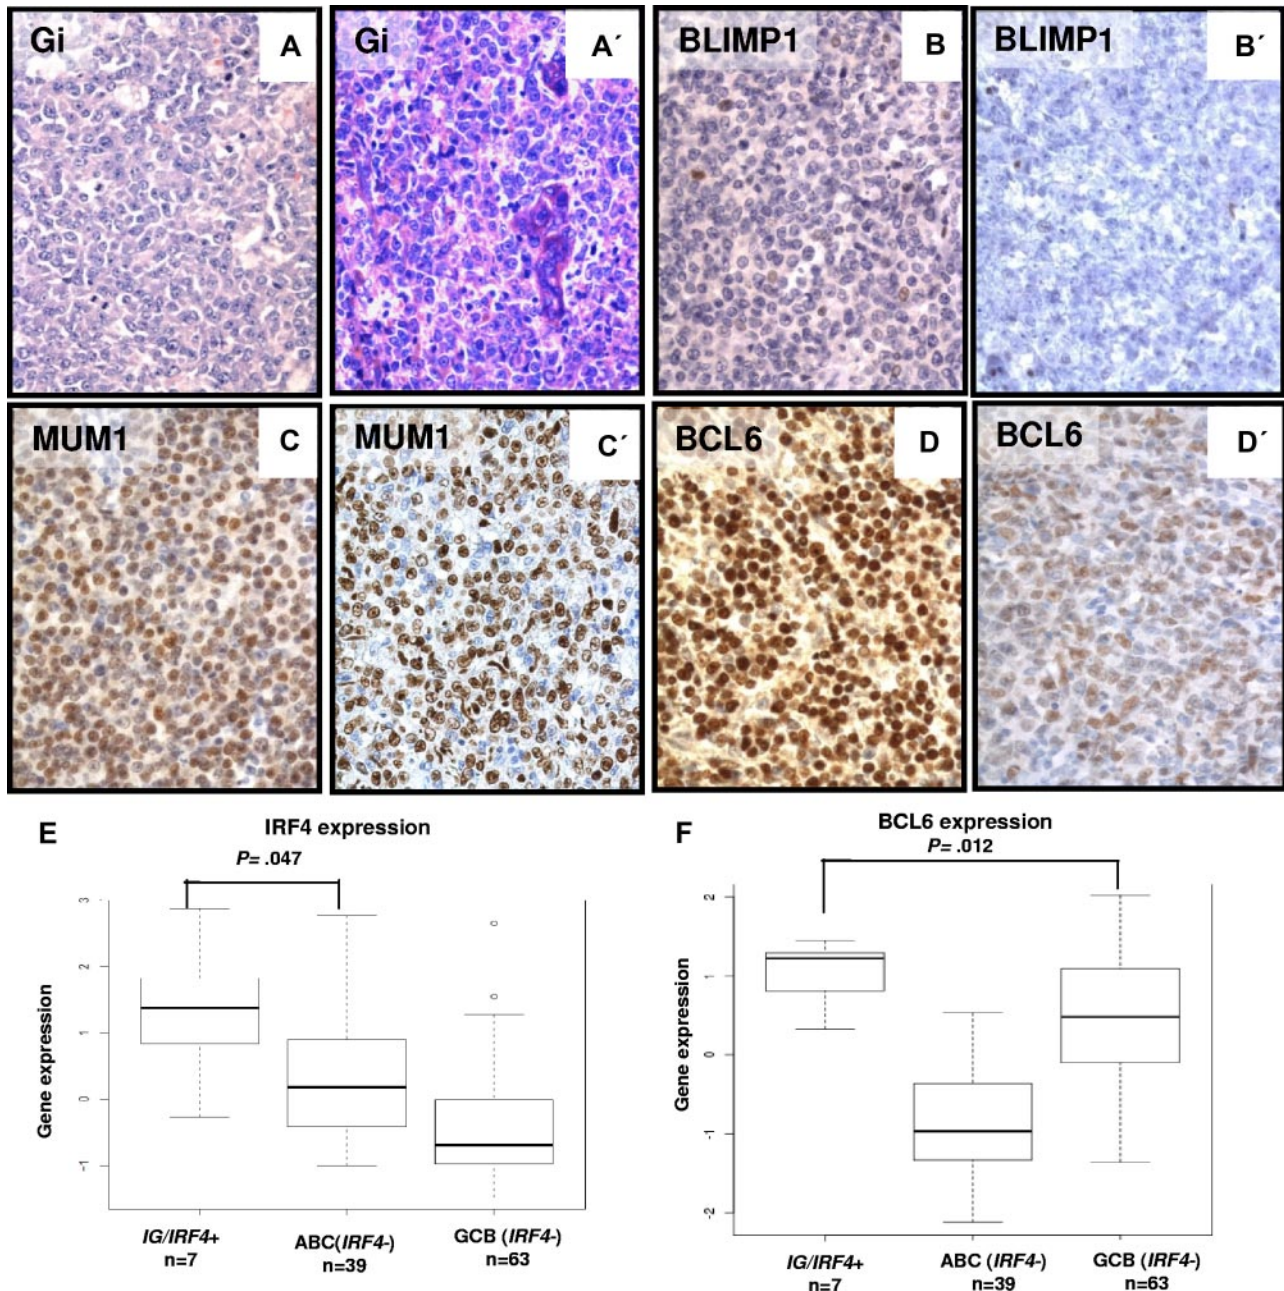 Gi A
Gi A´
BLIMP1 B
BLIMP1 B´
MUM1 C
MUM1 C´
BCL6 D
BCL6 D´
E
IRF4 expression
P= .047
Gene expression
3
2
1
0
-1
IG/IRF4+
n=7
ABC(IRF4-)
n=39
GCB (IRF4-)
n=63
F
BCL6 expression
P= .012
Gene expression
2
1
0
-1
-2
IG/IRF4+
n=7
ABC (IRF4-)
n=39
GCB (IRF4-)
n=63